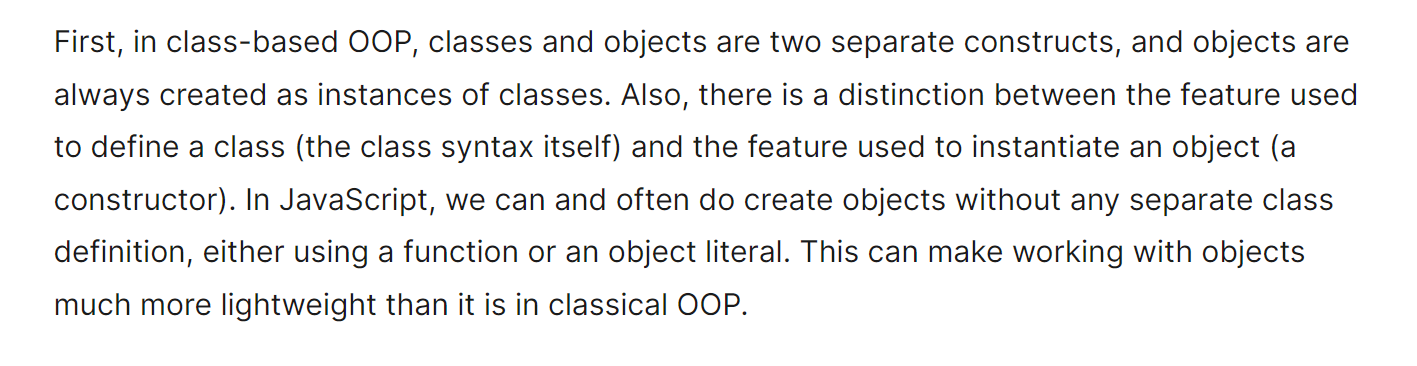 First, in class-based OOP, classes and objects are two separate constructs, and objects are
always created as instances of classes. Also, there is a distinction between the feature used
to define a class (the class syntax itself) and the feature used to instantiate an object (a
constructor). In JavaScript, we can and often do create objects without any separate class
definition, either using a function or an object literal. This can make working with objects
much more lightweight than it is in classical OOP.